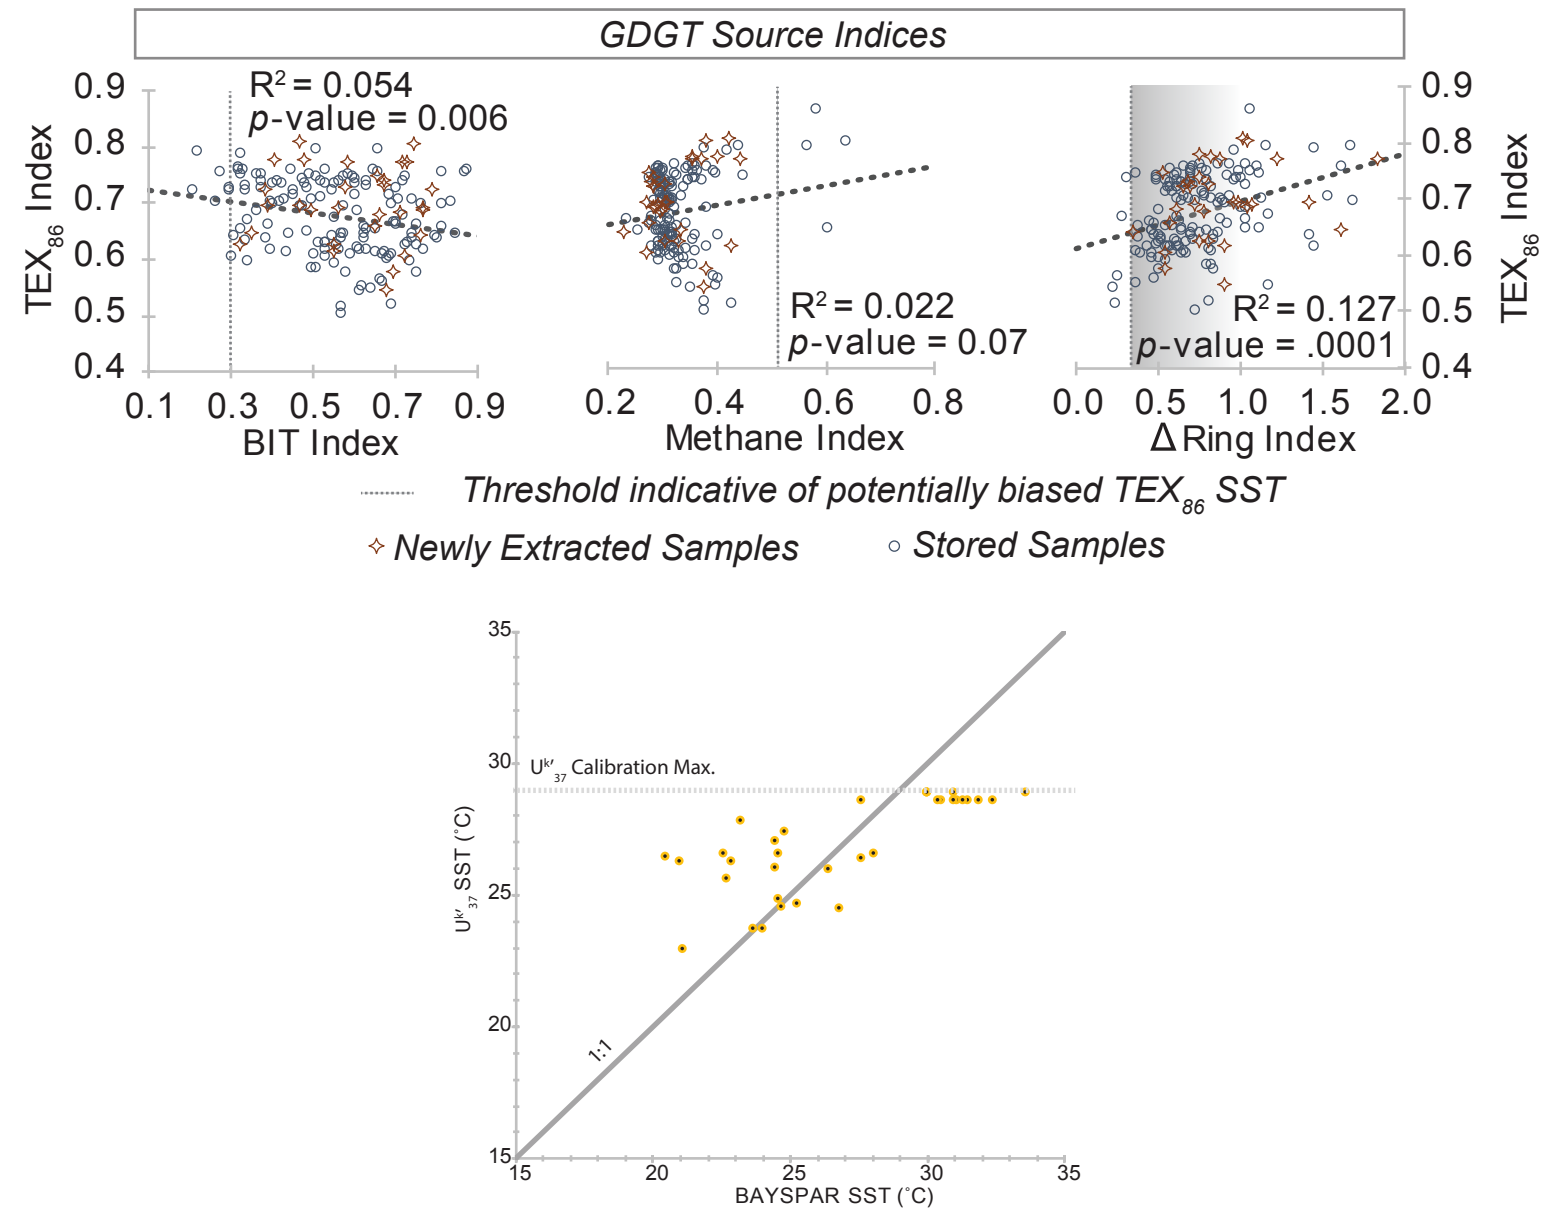 GDGT Source Indices
TEX86 Index
0.9
0.8
0.7
0.6
0.5
0.4
R2 = 0.054
p-value = 0.006
0.1 0.3 0.5 0.7 0.9
BIT Index
R2 = 0.022
p-value = 0.07
0.2 0.4 0.6 0.8
Methane Index
R2 = 0.127
p-value = .0001
0.0 0.5 1.0 1.5 2.0
Δ Ring Index
0.9
0.8
0.7
0.6
0.5
0.4
TEX86 Index
Threshold indicative of potentially biased TEX86 SST
Newly Extracted Samples
Stored Samples
35
30
25
20
15
Uk'37 SST (˚C)
Uk'37 Calibration Max.
1:1
15 20 25 30 35
BAYSPAR SST (˚C)